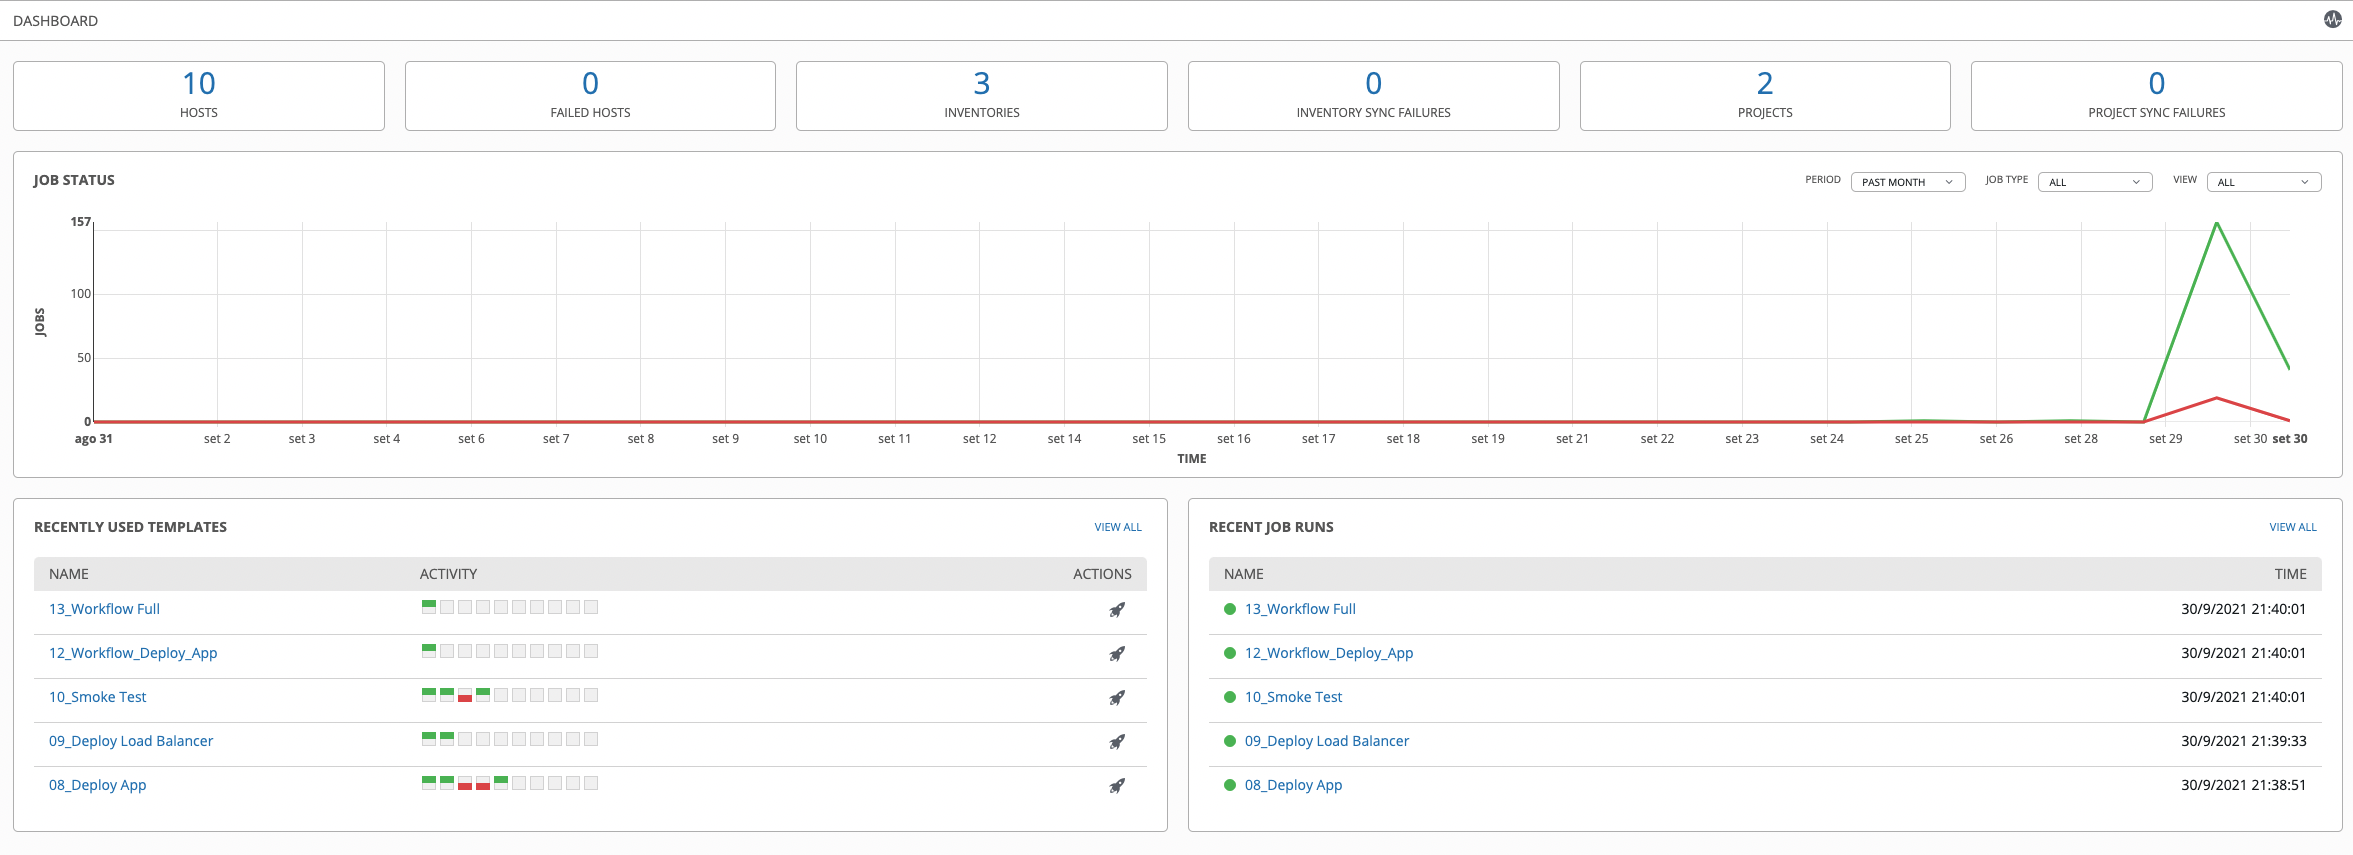 DASHBOARD
10
HOSTS
0
FAILED HOSTS
3
INVENTORIES
0
INVENTORY SYNC FAILURES
2
PROJECTS
0
PROJECT SYNC FAILURES
JOB STATUS
PERIOD PAST MONTH JOB TYPE ALL VIEW ALL
157
100
50
0
JOBS
ago 31 set 2 set 3 set 4 set 6 set 7 set 8 set 9 set 10 set 11 set 12 set 14 set 15 set 16 set 17 set 18 set 19 set 21 set 22 set 23 set 24 set 25 set 26 set 28 set 29 set 30 set 30
TIME
RECENTLY USED TEMPLATES VIEW ALL
NAME ACTIVITY ACTIONS
13_Workflow Full
12_Workflow_Deploy_App
10_Smoke Test
09_Deploy Load Balancer
08_Deploy App
RECENT JOB RUNS VIEW ALL
NAME TIME
13_Workflow Full 30/9/2021 21:40:01
12_Workflow_Deploy_App 30/9/2021 21:40:01
10_Smoke Test 30/9/2021 21:40:01
09_Deploy Load Balancer 30/9/2021 21:39:33
08_Deploy App 30/9/2021 21:38:51